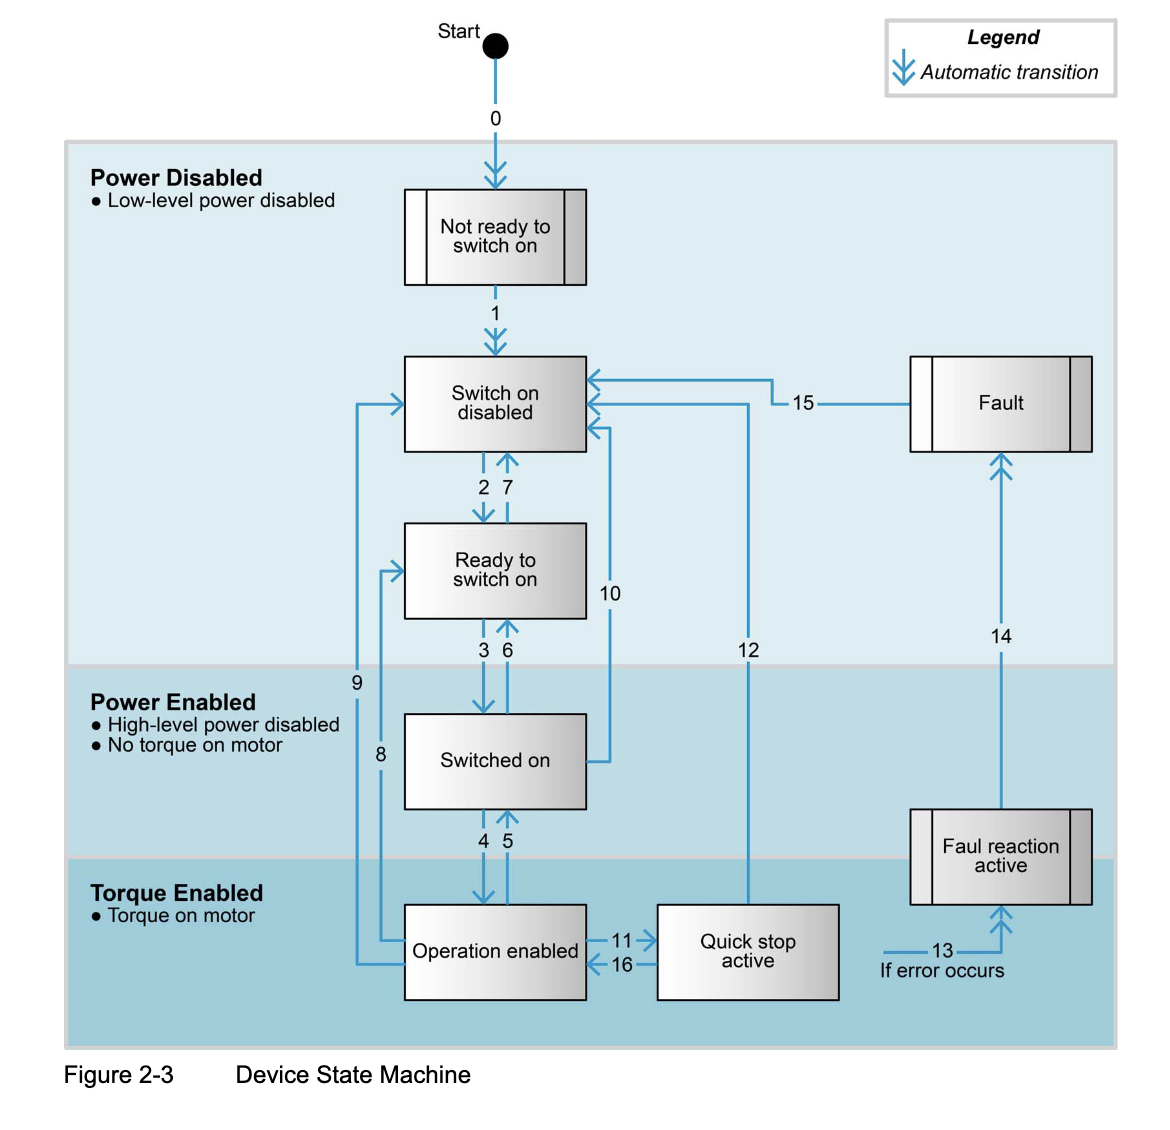 Start
Legend
Automatic transition
0
Power Disabled
● Low-level power disabled
Not ready to
switch on
1
Switch on
disabled
15
Fault
2 7
Ready to
switch on
10
3 6
12
14
9
Power Enabled
● High-level power disabled
● No torque on motor
8
Switched on
4 5
Faul reaction
active
Torque Enabled
● Torque on motor
Operation enabled
11
16
Quick stop
active
13
If error occurs
Figure 2-3 Device State Machine